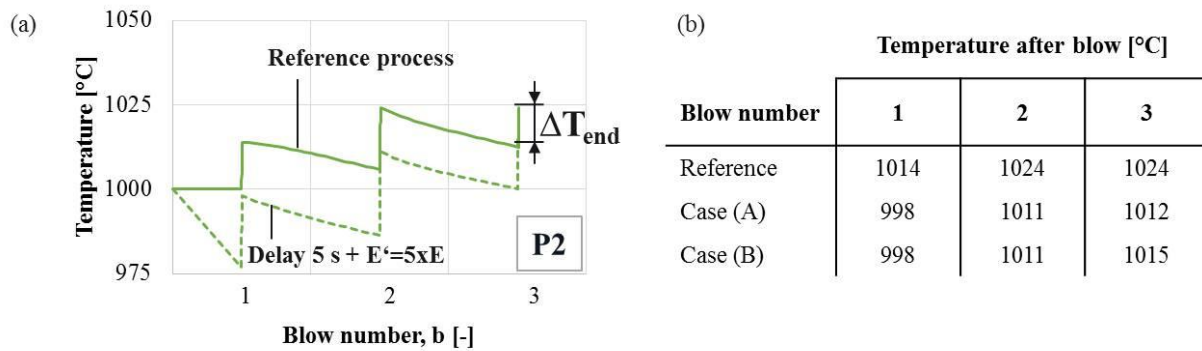 (a)
1050
1025
1000
975
Temperature [°C]
Reference process
ΔTend
Delay 5 s + E‘=5xE
P2
1 2 3
Blow number, b [-]
(b)
Temperature after blow [°C]
Blow number 1 2 3
Reference 1014 1024 1024
Case (A) 998 1011 1012
Case (B) 998 1011 1015